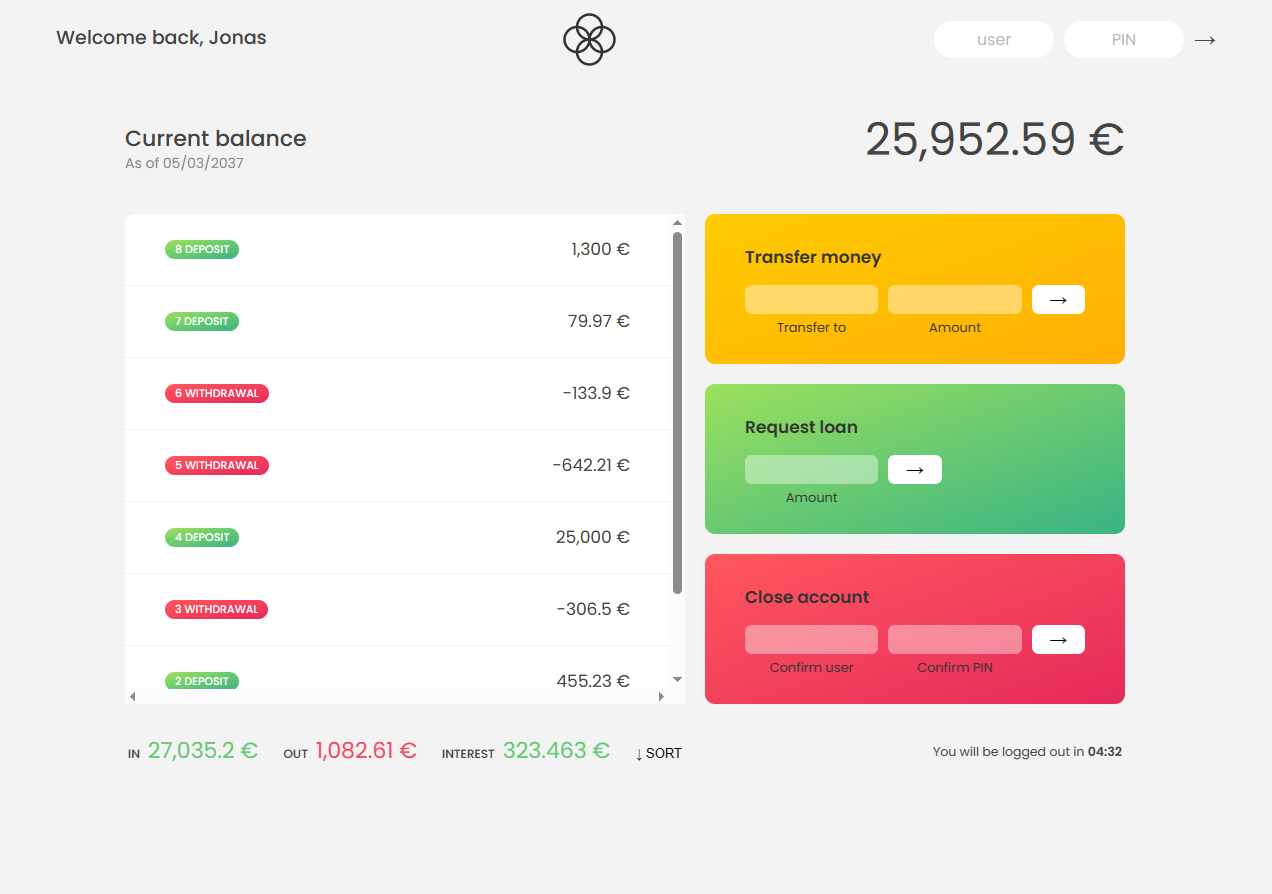 Welcome back, Jonas
user PIN →
Current balance
As of 05/03/2037
25,952.59 €
8 DEPOSIT 1,300 €
7 DEPOSIT 79.97 €
6 WITHDRAWAL -133.9 €
5 WITHDRAWAL -642.21 €
4 DEPOSIT 25,000 €
3 WITHDRAWAL -306.5 €
2 DEPOSIT 455.23 €
Transfer money
→
Transfer to Amount
Request loan
→
Amount
Close account
→
Confirm user Confirm PIN
IN 27,035.2 € OUT 1,082.61 € INTEREST 323.463 € ↓ SORT
You will be logged out in 04:32